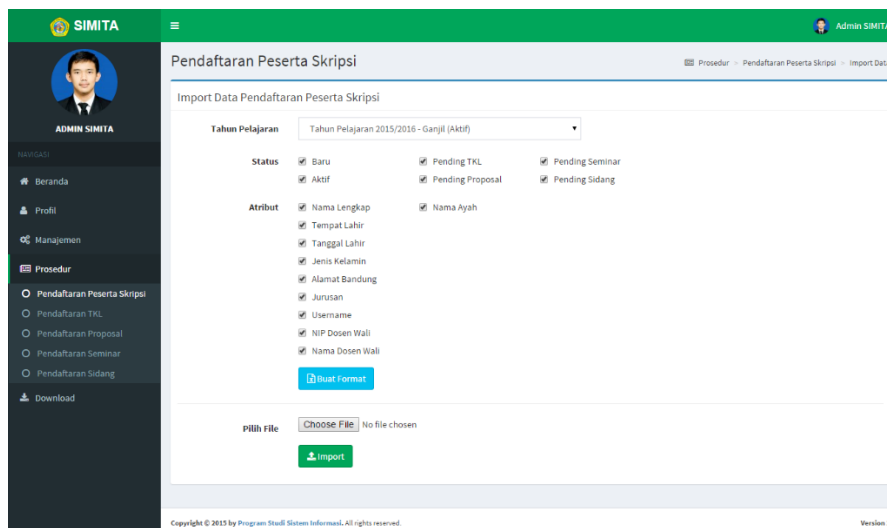 SIMITA
Admin SIMITA
ADMIN SIMITA
NAVIGASI
Beranda
Profil
Manajemen
Prosedur
Pendaftaran Peserta Skripsi
Pendaftaran TKL
Pendaftaran Proposal
Pendaftaran Seminar
Pendaftaran Sidang
Download
Pendaftaran Peserta Skripsi
Prosedur > Pendaftaran Peserta Skripsi > Import Dat
Import Data Pendaftaran Peserta Skripsi
Tahun Pelajaran Tahun Pelajaran 2015/2016 - Ganjil (Aktif)
Status Baru Pending TKL Pending Seminar
Aktif Pending Proposal Pending Sidang
Atribut Nama Lengkap Nama Ayah
Tempat Lahir
Tanggal Lahir
Jenis Kelamin
Alamat Bandung
Jurusan
Username
NIP Dosen Wali
Nama Dosen Wali
Buat Format
Pilih File Choose File No file chosen
Import
Copyright © 2015 by Program Studi Sistem Informasi. All rights reserved. Version